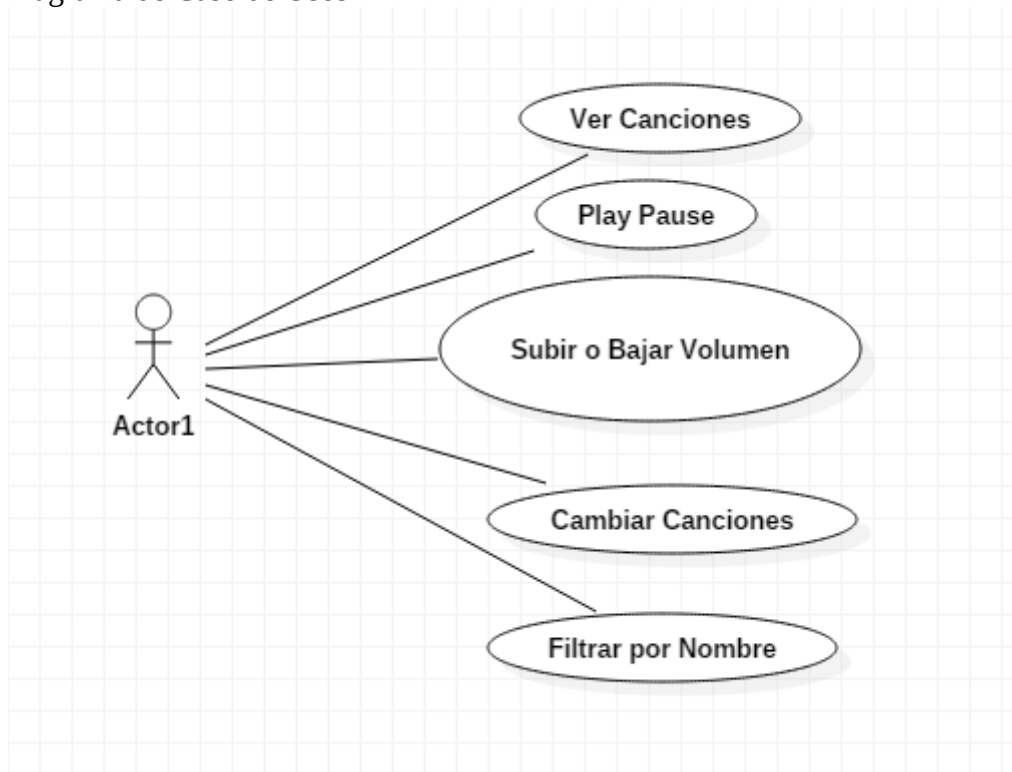 Ver Canciones
Play Pause
Subir o Bajar Volumen
Actor1
Cambiar Canciones
Filtrar por Nombre